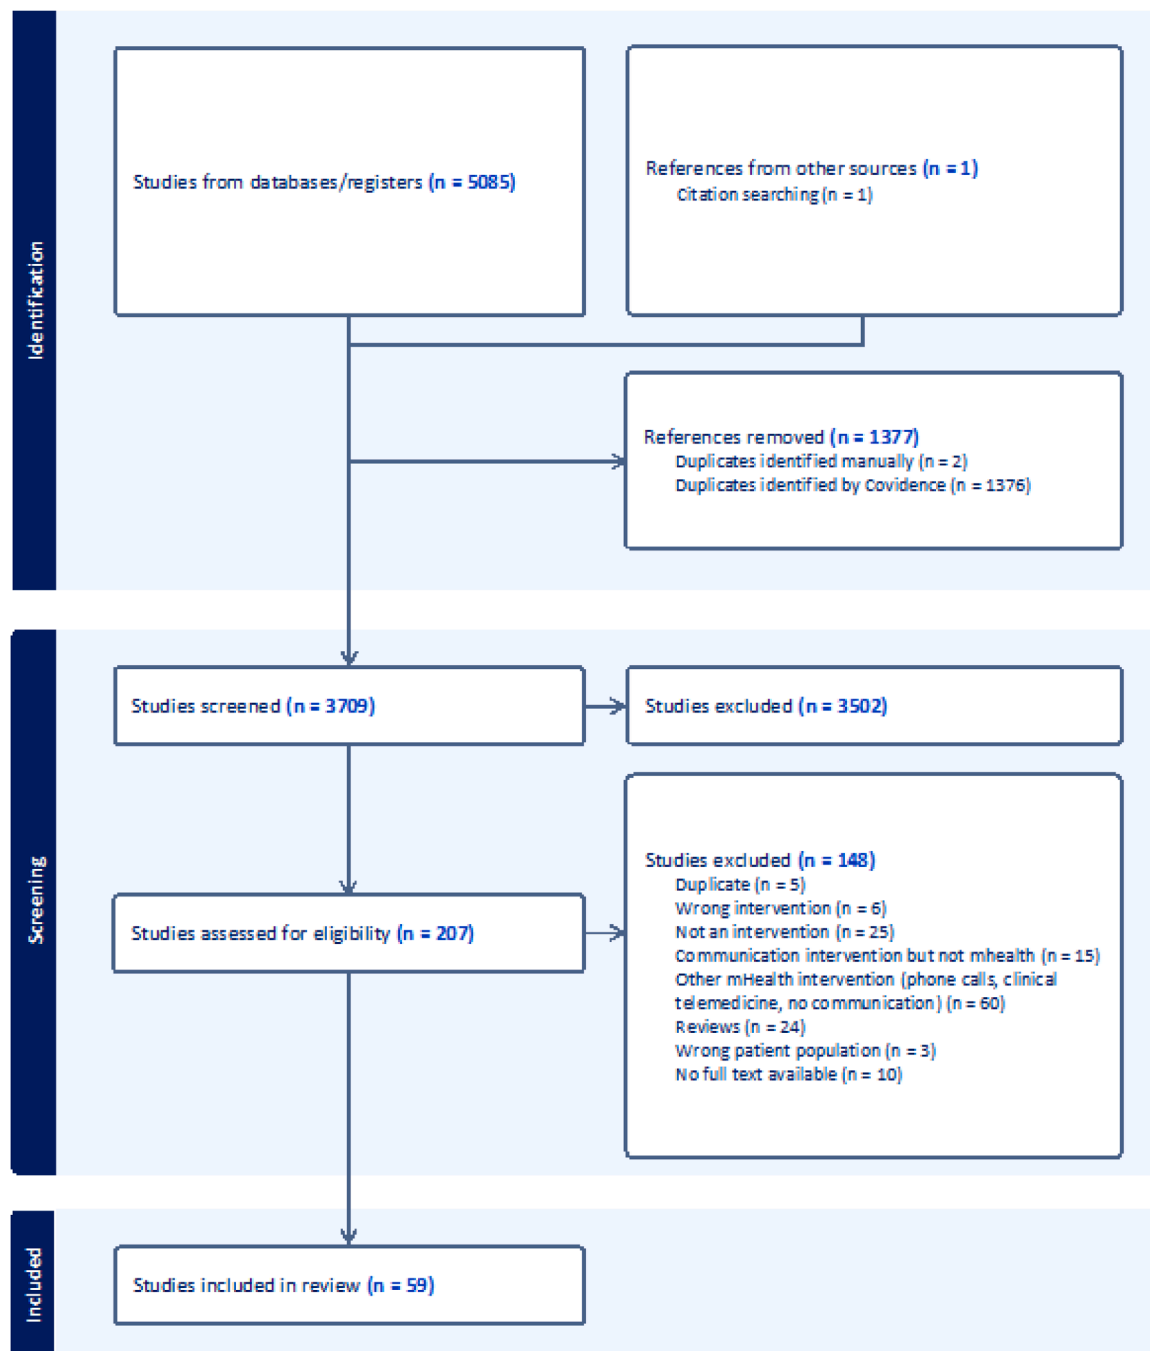 Identification
Studies from databases/registers (n = 5085)
References from other sources (n = 1)
Citation searching (n = 1)
References removed (n = 1377)
Duplicates identified manually (n = 2)
Duplicates identified by Covidence (n = 1376)
Screening
Studies screened (n = 3709)
Studies excluded (n = 3502)
Studies assessed for eligibility (n = 207)
Studies excluded (n = 148)
Duplicate (n = 5)
Wrong intervention (n = 6)
Not an intervention (n = 25)
Communication intervention but not mhealth (n = 15)
Other mHealth intervention (phone calls, clinical
telemedicine, no communication) (n = 60)
Reviews (n = 24)
Wrong patient population (n = 3)
No full text available (n = 10)
Included
Studies included in review (n = 59)